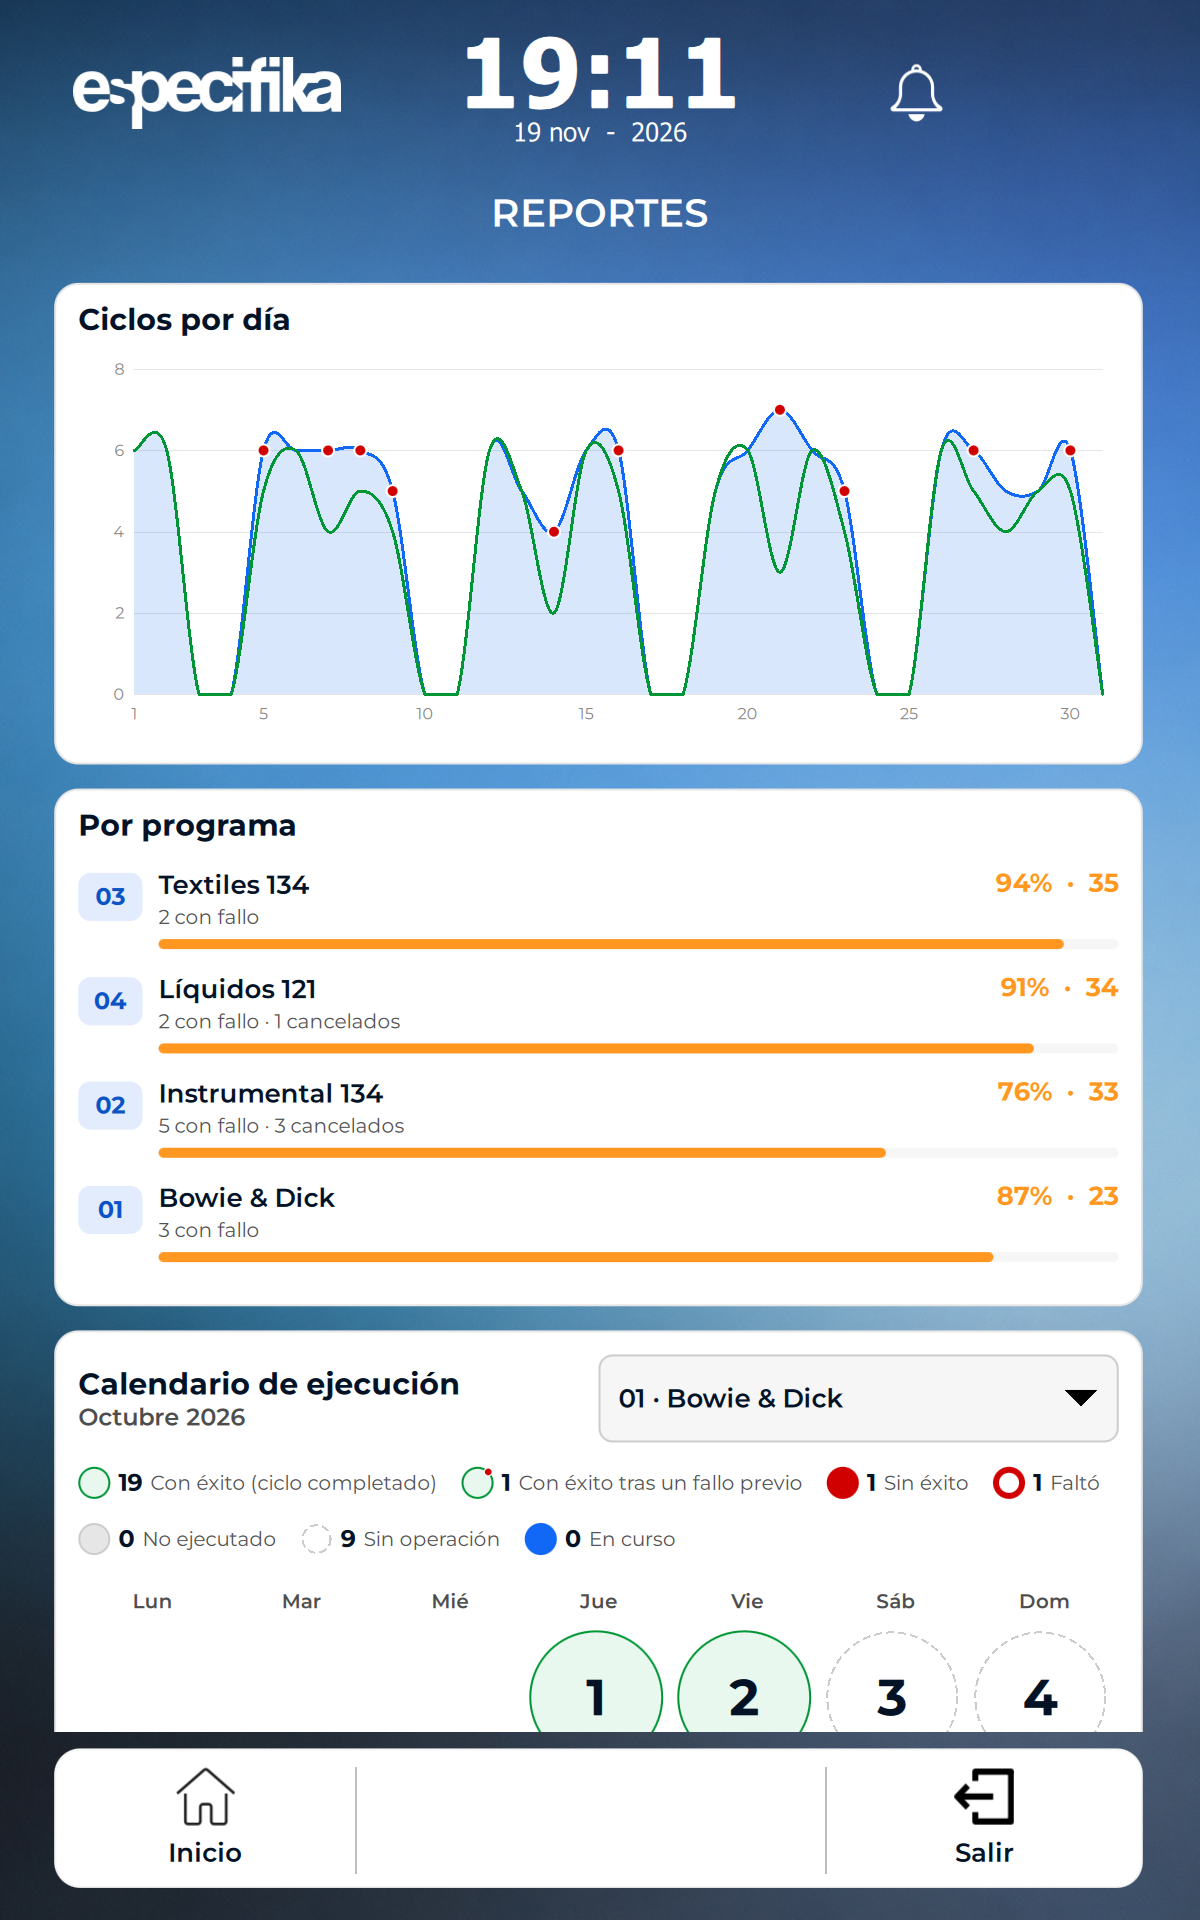 especifika
19:11
19 nov - 2026
REPORTES
Ciclos por día
8
6
4
2
0
1 5 10 15 20 25 30
Por programa
03 Textiles 134 94% · 35
2 con fallo
04 Líquidos 121 91% · 34
2 con fallo · 1 cancelados
02 Instrumental 134 76% · 33
5 con fallo · 3 cancelados
01 Bowie & Dick 87% · 23
3 con fallo
Calendario de ejecución
Octubre 2026
01 · Bowie & Dick
19 Con éxito (ciclo completado) 1 Con éxito tras un fallo previo 1 Sin éxito 1 Faltó
0 No ejecutado 9 Sin operación 0 En curso
Lun Mar Mié Jue Vie Sáb Dom
1 2 3 4
Inicio Salir